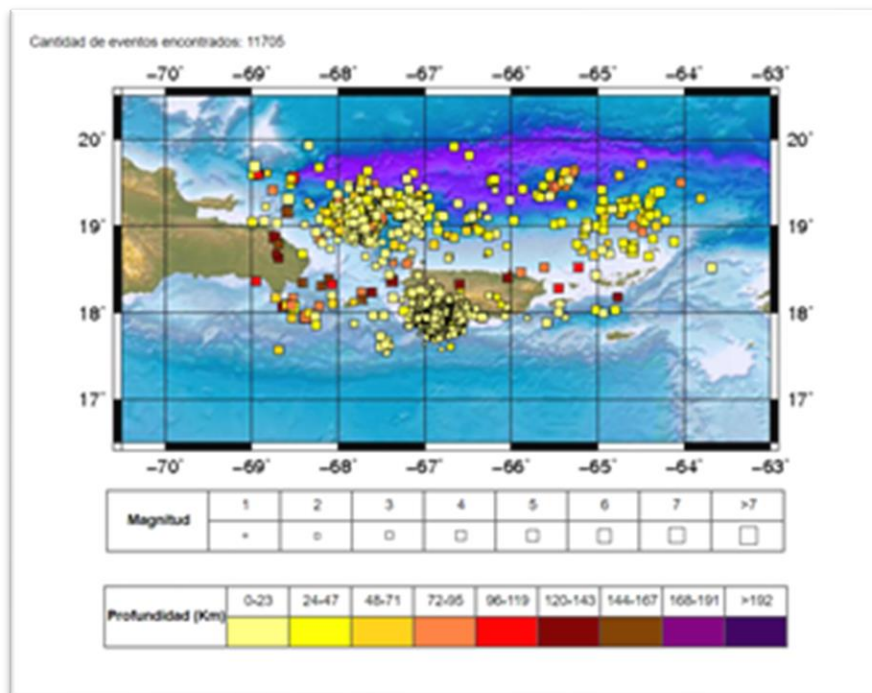 Cantidad de eventos encontrados: 11705
−70˚ −69˚ −68˚ −67˚ −66˚ −65˚ −64˚ −63˚
20˚ 20˚
19˚ 19˚
18˚ 18˚
17˚ 17˚
−70˚ −69˚ −68˚ −67˚ −66˚ −65˚ −64˚ −63˚
Magnitud 1 2 3 4 5 6 7 >7
Profundidad (Km) 0-23 24-47 48-71 72-95 96-119 120-143 144-167 168-191 >192